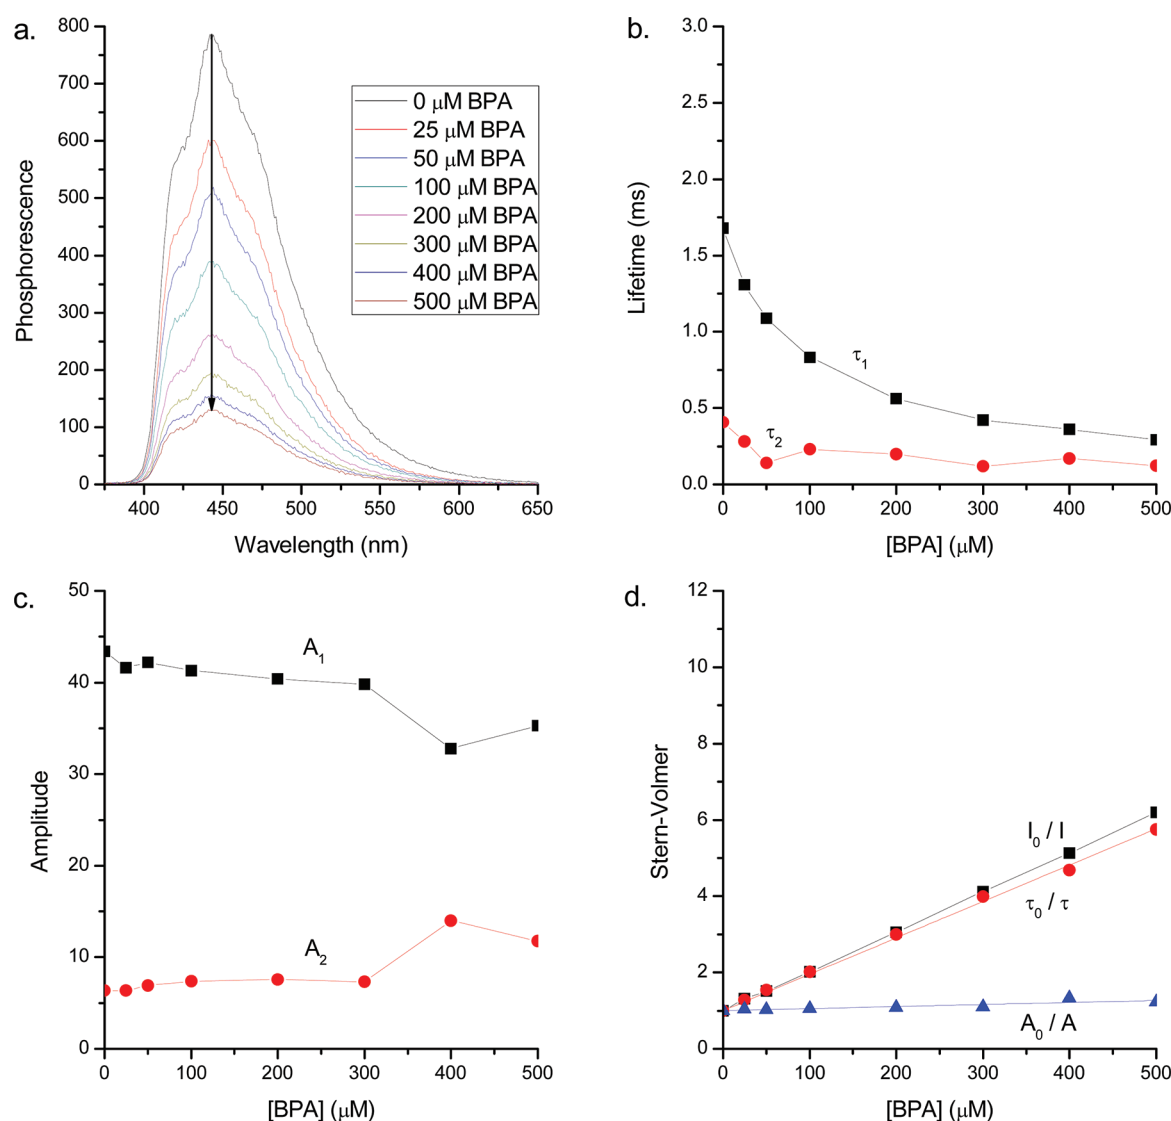 a.
800
700
600
500
400
300
200
100
0
400 450 500 550 600 650
Phosphorescence
Wavelength (nm)
0 μM BPA
25 μM BPA
50 μM BPA
100 μM BPA
200 μM BPA
300 μM BPA
400 μM BPA
500 μM BPA
b.
3.0
2.5
2.0
1.5
1.0
0.5
0.0
0 100 200 300 400 500
Lifetime (ms)
[BPA] (μM)
τ1
τ2
c.
50
40
30
20
10
0
0 100 200 300 400 500
Amplitude
[BPA] (μM)
A1
A2
d.
12
10
8
6
4
2
0
0 100 200 300 400 500
Stern-Volmer
[BPA] (μM)
I0 / I
τ0 / τ
A0 / A